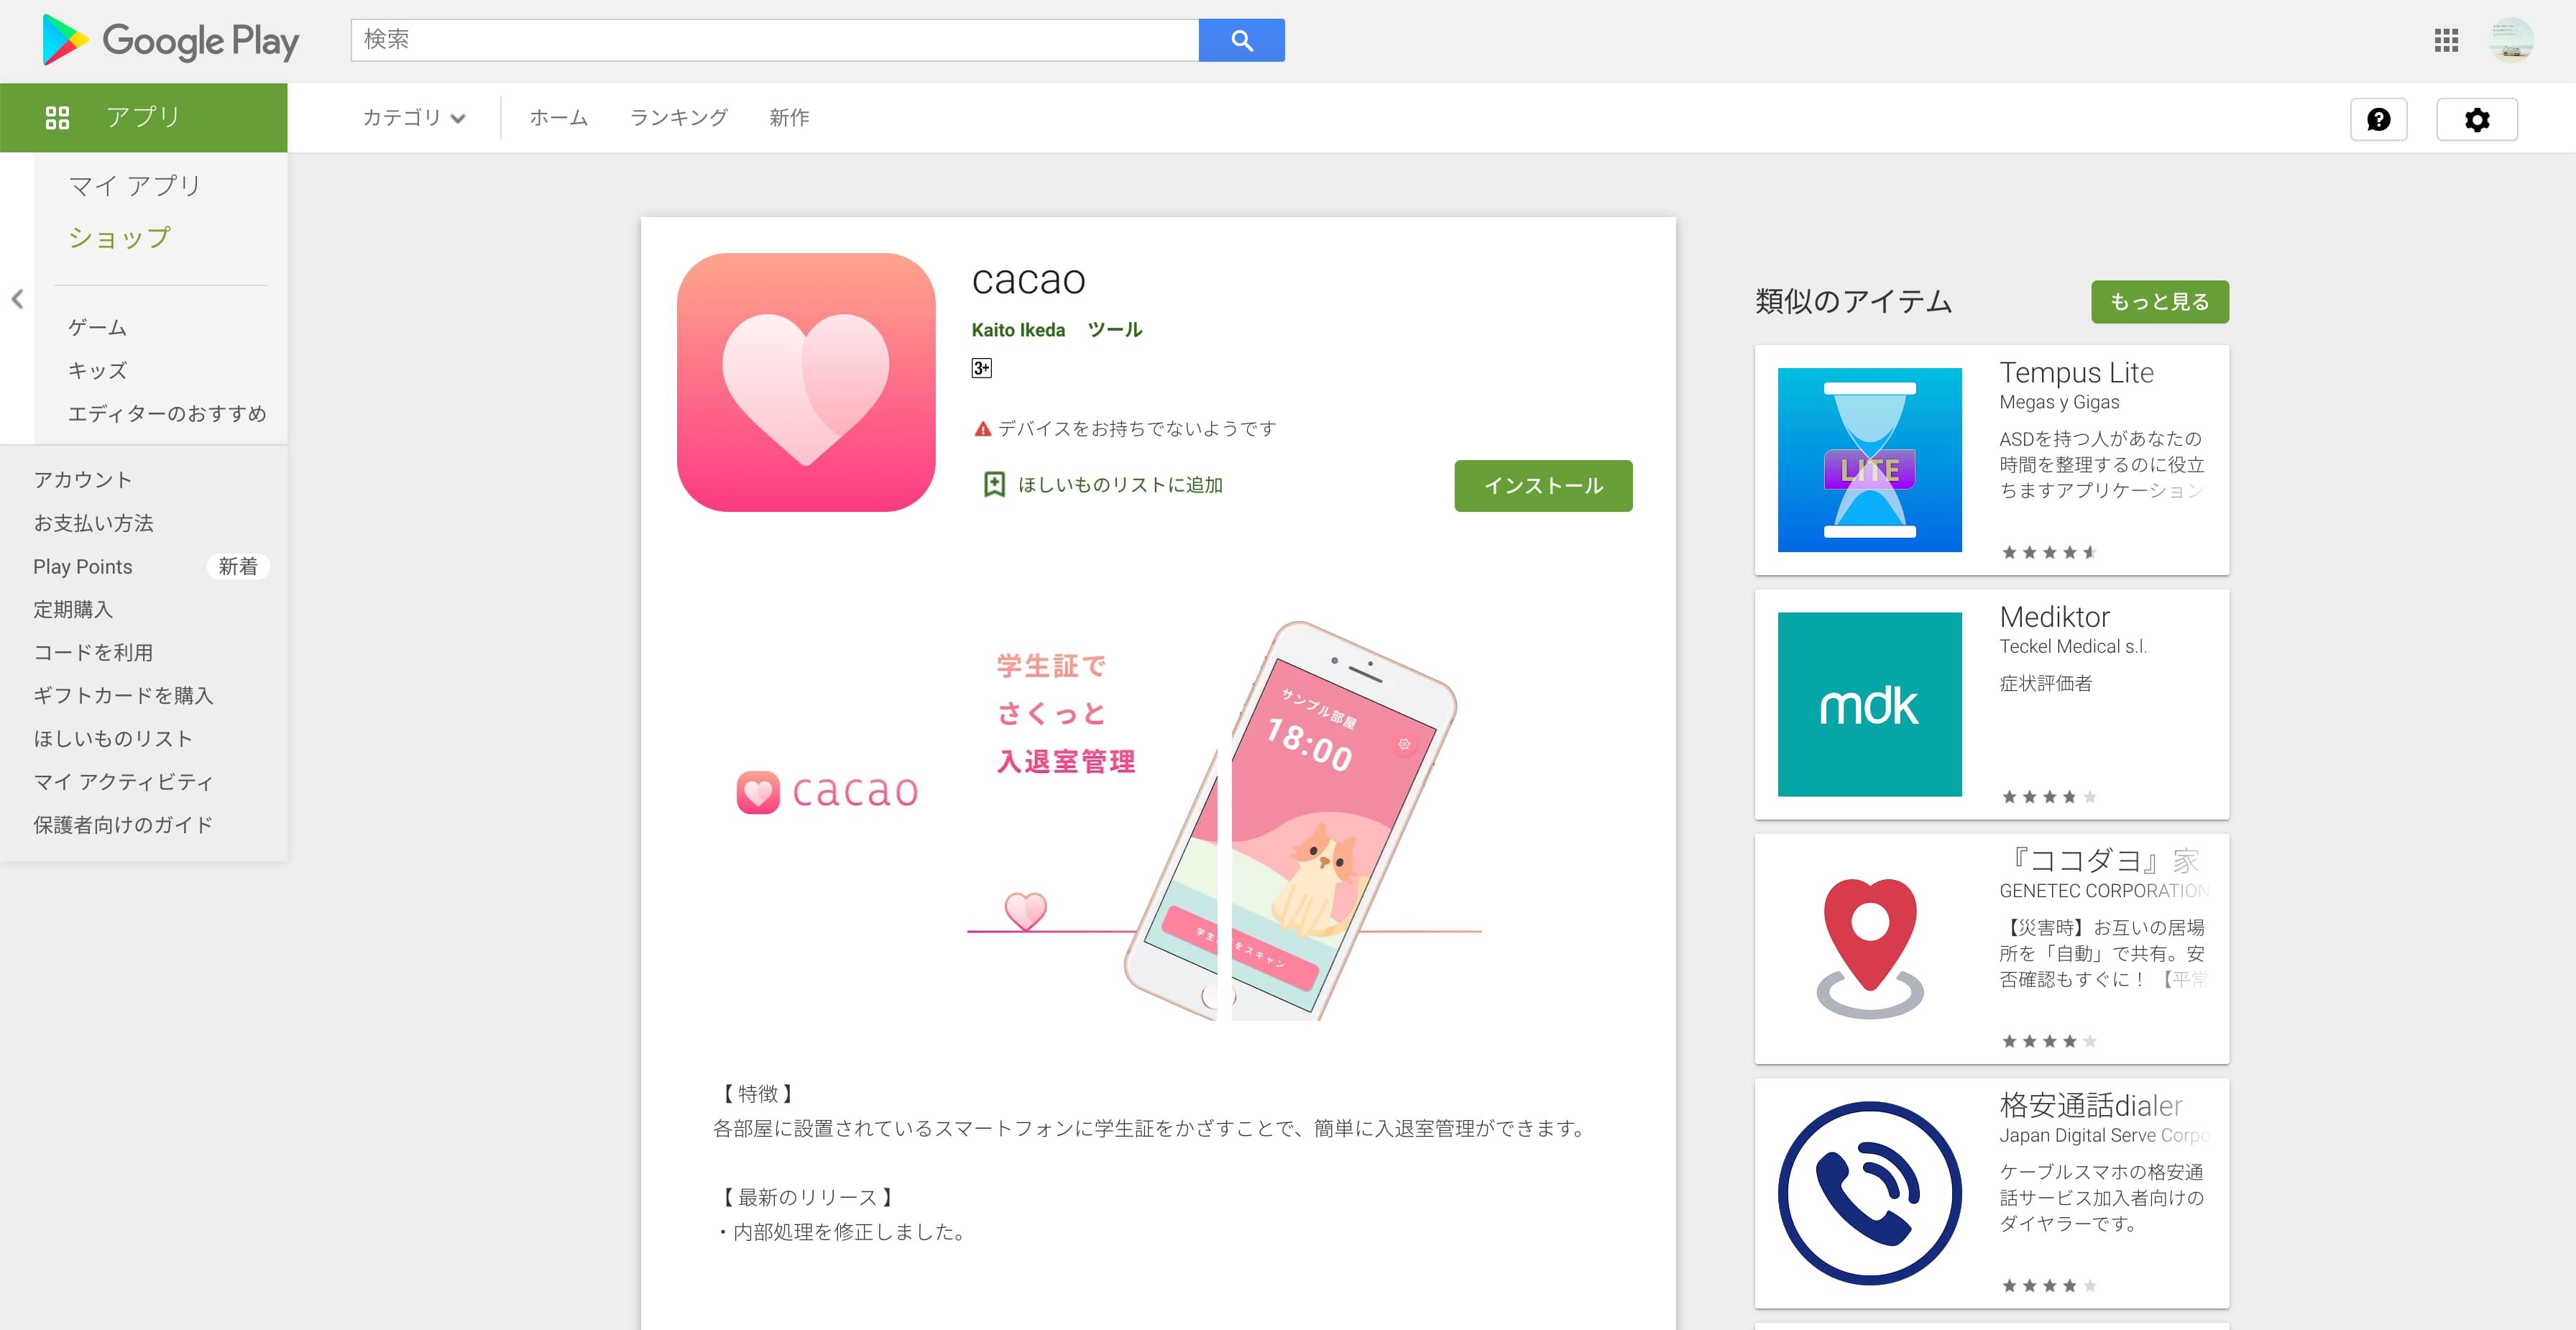 Google Play
検索
アプリ
カテゴリ
ホーム
ランキング
新作
マイ アプリ
ショップ
ゲーム
キッズ
エディターのおすすめ
アカウント
お支払い方法
Play Points 新着
定期購入
コードを利用
ギフトカードを購入
ほしいものリスト
マイ アクティビティ
保護者向けのガイド
cacao
Kaito Ikeda ツール
3+
デバイスをお持ちでないようです
ほしいものリストに追加
インストール
cacao
学生証で
さくっと
入退室管理
サンプル部屋
18:00
学生 をスキャン
【 特徴 】
各部屋に設置されているスマートフォンに学生証をかざすことで、簡単に入退室管理ができます。
【 最新のリリース 】
・内部処理を修正しました。
類似のアイテム
もっと見る
LITE
Tempus Lite
Megas y Gigas
ASDを持つ人があなたの
時間を整理するのに役立
ちますアプリケーション
mdk
Mediktor
Teckel Medical s.l.
症状評価者
『ココダヨ』家
GENETEC CORPORATION
【災害時】お互いの居場
所を「自動」で共有。安
否確認もすぐに！【平常
格安通話dialer
Japan Digital Serve Corpo
ケーブルスマホの格安通
話サービス加入者向けの
ダイヤラーです。